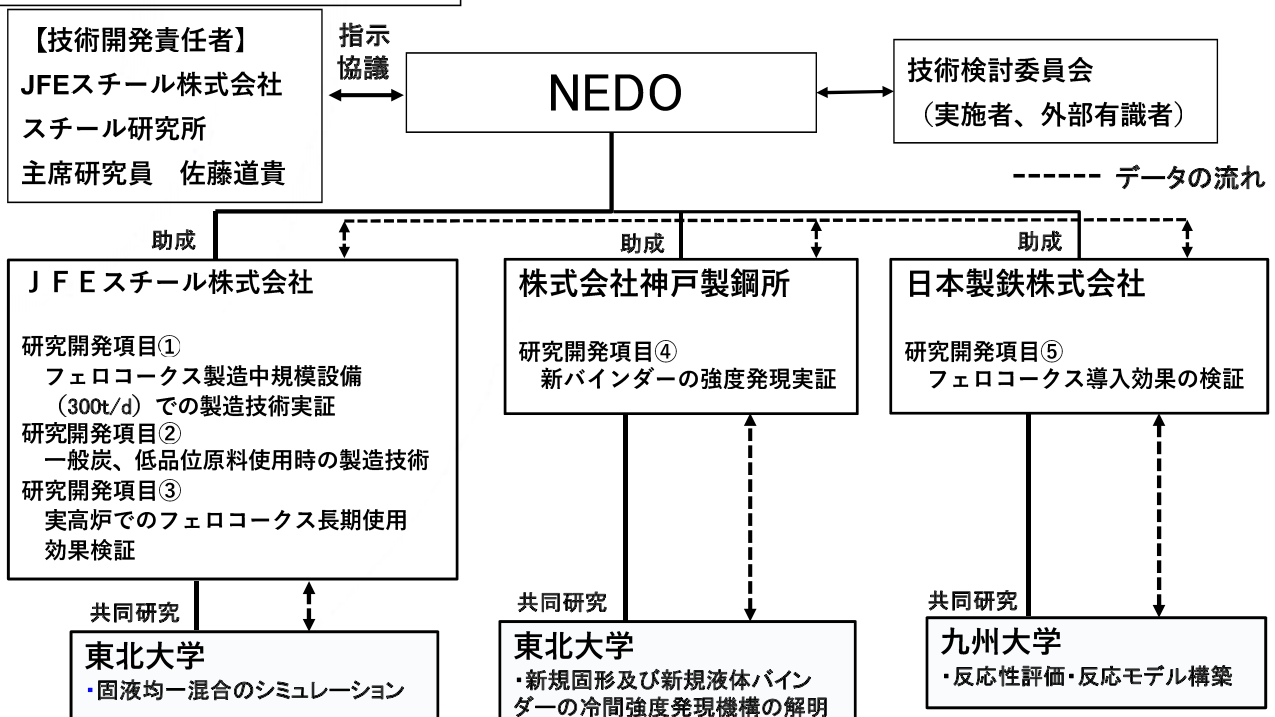 【技術開発責任者】
JFEスチール株式会社
スチール研究所
主席研究員 佐藤道貴
指示
協議
NEDO
技術検討委員会
（実施者、外部有識者）
データの流れ
助成
助成
助成
ＪＦＥスチール株式会社
研究開発項目①
フェロコークス製造中規模設備
（300t/d）での製造技術実証
研究開発項目②
一般炭、低品位原料使用時の製造技術
研究開発項目③
実高炉でのフェロコークス長期使用
効果検証
株式会社神戸製鋼所
研究開発項目④
新バインダーの強度発現実証
日本製鉄株式会社
研究開発項目⑤
フェロコークス導入効果の検証
共同研究
東北大学
・固液均一混合のシミュレーション
共同研究
東北大学
・新規固形及び新規液体バイン
ダーの冷間強度発現機構の解明
共同研究
九州大学
・反応性評価・反応モデル構築